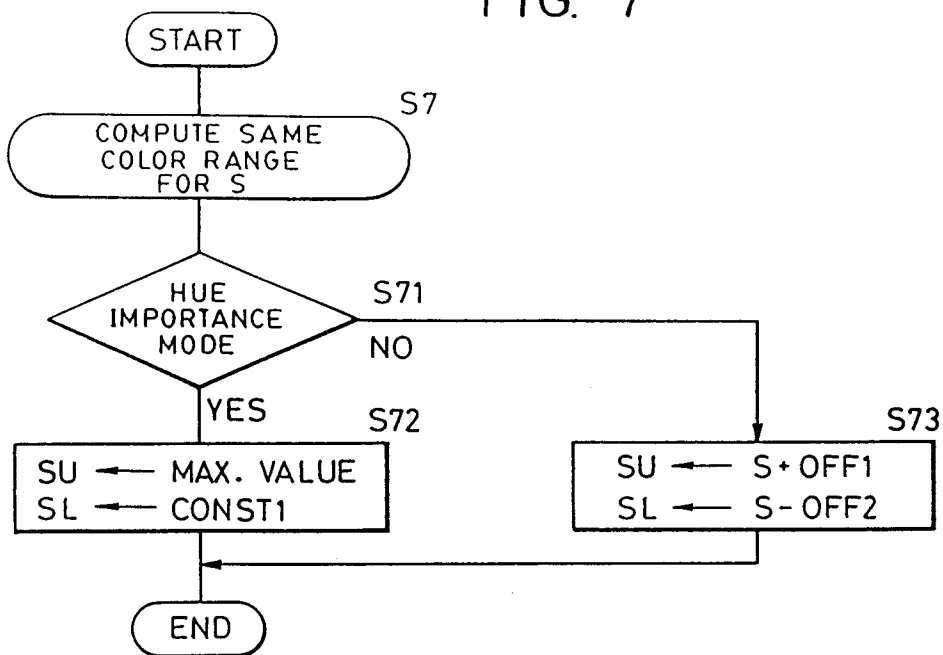 FIG. 7
START
S7
COMPUTE SAME
COLOR RANGE
FOR S
HUE
IMPORTANCE
MODE
S71
NO
YES
S72
SU ← MAX. VALUE
SL ← CONST1
S73
SU ← S+OFF1
SL ← S-OFF2
END